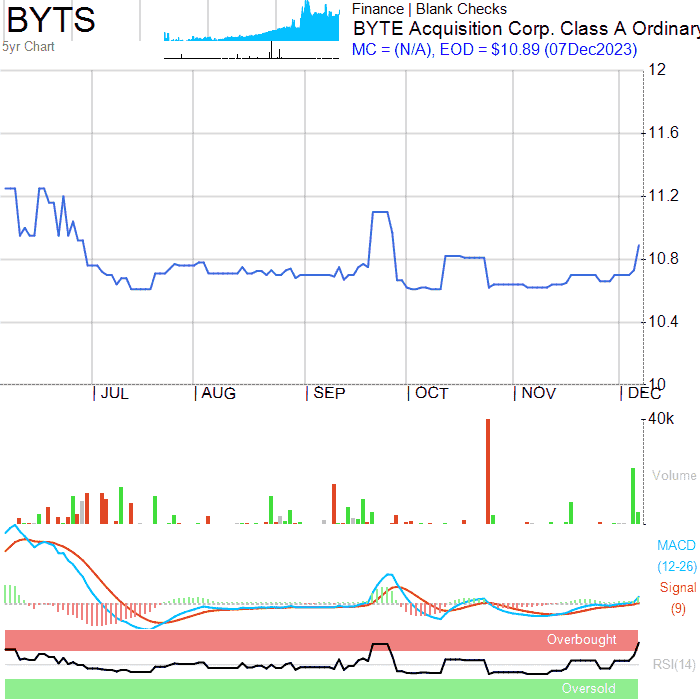 BYTS
5yr Chart
Finance | Blank Checks
BYTE Acquisition Corp. Class A Ordinary
MC = (N/A), EOD = $10.89 (07Dec2023)
12
11.6
11.2
10.8
10.4
10
JUL AUG SEP OCT NOV DEC
40k
Volume
MACD
(12-26)
Signal
(9)
Overbought
RSI(14)
Oversold